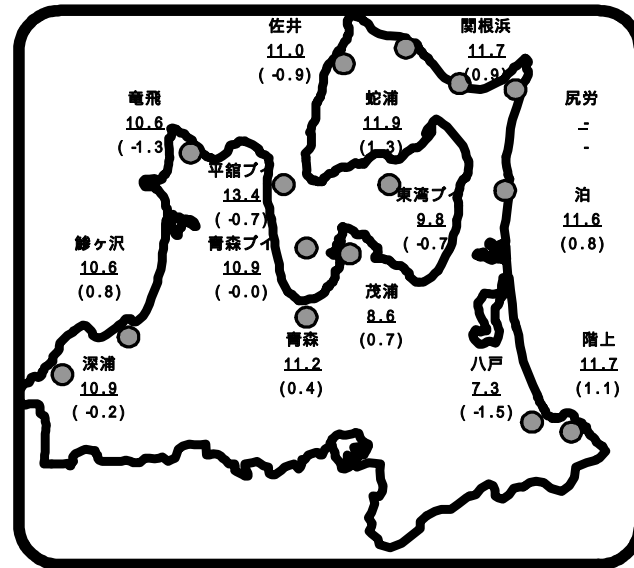 佐井
11.0
( -0.9)
関根浜
11.7
(0.9)
竜飛
10.6
( -1.3
蛇浦
11.9
(1.3)
尻労
-
-
平舘ブイ
13.4
( -0.7)
東湾ブイ
9.8
( -0.7
泊
11.6
(0.8)
鰺ヶ沢
10.6
(0.8)
青森ブイ
10.9
( -0.0)
茂浦
8.6
(0.7)
青森
11.2
(0.4)
深浦
10.9
( -0.2)
八戸
7.3
( -1.5)
階上
11.7
(1.1)